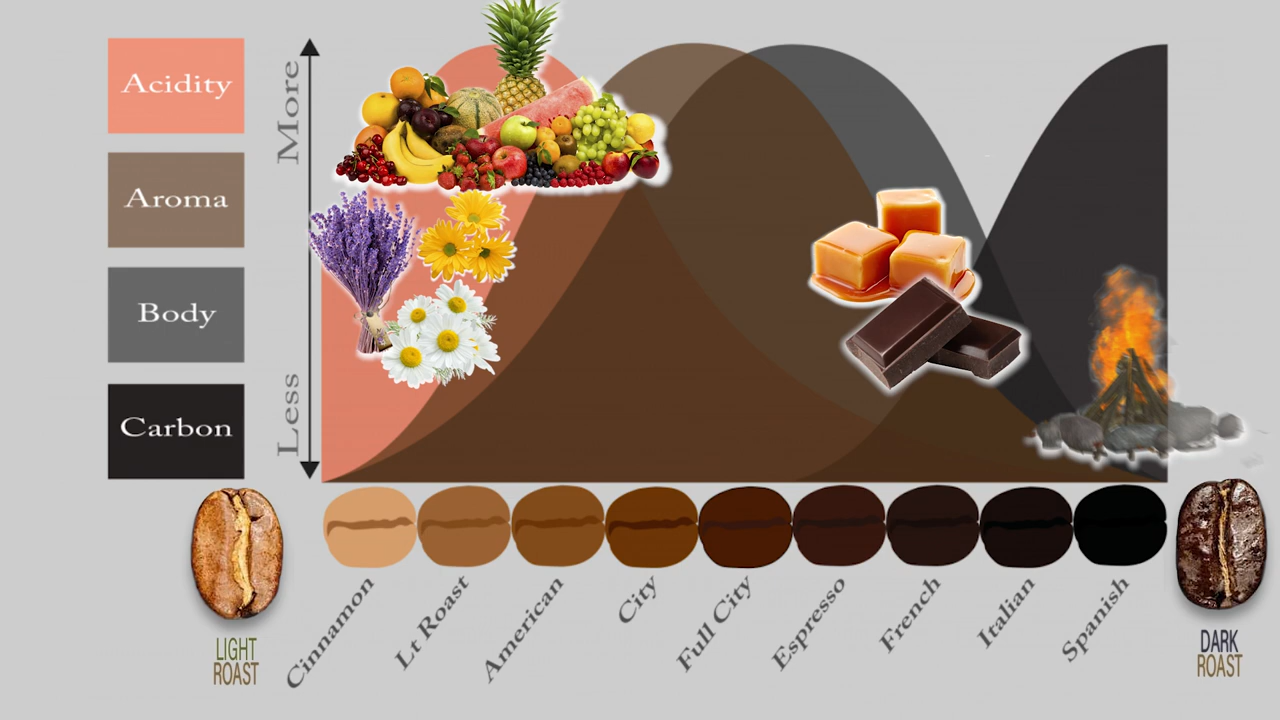 Acidity
Aroma
Body
Carbon
More
Less
Cinnamon
Lt Roast
American
City
Full City
Espresso
French
Italian
Spanish
LIGHT
ROAST
DARK
ROAST